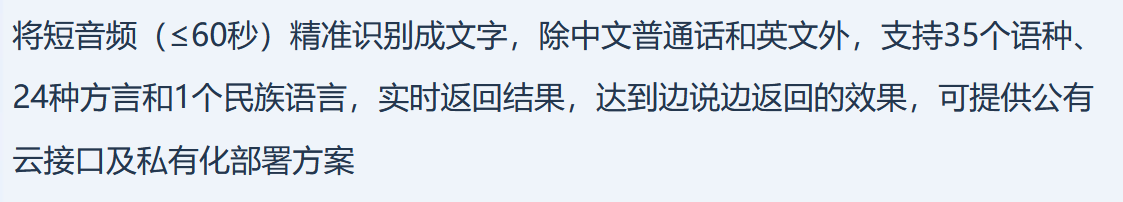 将短音频（≤60秒）精准识别成文字，除中文普通话和英文外，支持35个语种、
24种方言和1个民族语言，实时返回结果，达到边说边返回的效果，可提供公有
云接口及私有化部署方案